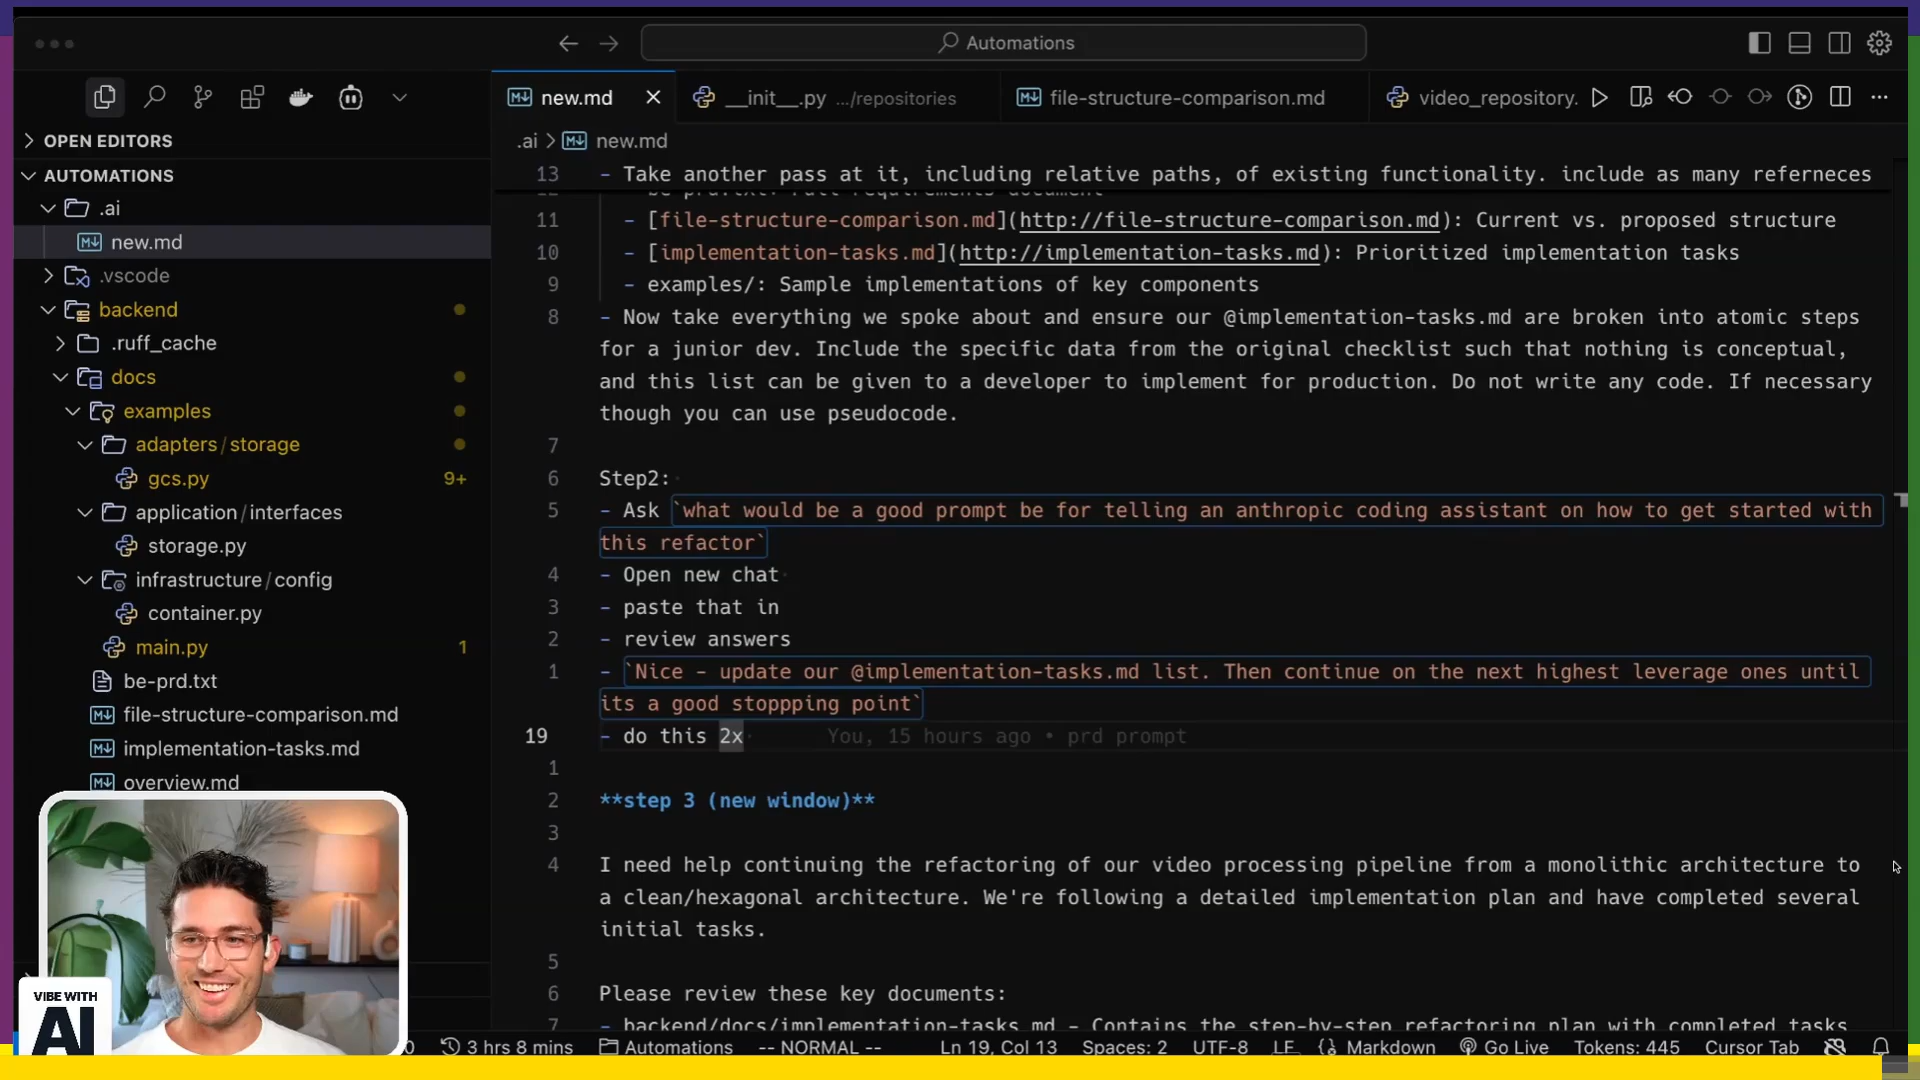 Automations
new.md
__init__.py .../repositories
file-structure-comparison.md
video_repository.
OPEN EDITORS
AUTOMATIONS
.ai
new.md
.vscode
backend
.ruff_cache
docs
examples
adapters/storage
gcs.py 9+
application/interfaces
storage.py
infrastructure/config
container.py
main.py 1
be-prd.txt
file-structure-comparison.md
implementation-tasks.md
overview.md
.ai > new.md
13 - Take another pass at it, including relative paths, of existing functionality. include as many referneces
11 - [file-structure-comparison.md](http://file-structure-comparison.md): Current vs. proposed structure
10 - [implementation-tasks.md](http://implementation-tasks.md): Prioritized implementation tasks
9 - examples/: Sample implementations of key components
8 - Now take everything we spoke about and ensure our @implementation-tasks.md are broken into atomic steps
for a junior dev. Include the specific data from the original checklist such that nothing is conceptual,
and this list can be given to a developer to implement for production. Do not write any code. If necessary
though you can use pseudocode.
7
6 Step2:
5 - Ask `what would be a good prompt be for telling an anthropic coding assistant on how to get started with
this refactor`
4 - Open new chat
3 - paste that in
2 - review answers
1 - `Nice - update our @implementation-tasks.md list. Then continue on the next highest leverage ones until
its a good stoppping point`
19 - do this 2x You, 15 hours ago • prd prompt
1
2 **step 3 (new window)**
3
4 I need help continuing the refactoring of our video processing pipeline from a monolithic architecture to
a clean/hexagonal architecture. We're following a detailed implementation plan and have completed several
initial tasks.
5
6 Please review these key documents:
7 - backend/docs/implementation-tasks.md - Contains the step-by-step refactoring plan with completed tasks
VIBE WITH
AI
0 3 hrs 8 mins Automations -- NORMAL -- Ln 19, Col 13 Spaces: 2 UTF-8 LF {} Markdown Go Live Tokens: 445 Cursor Tab